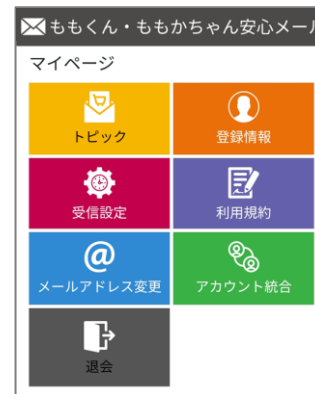 ももくん・ももかちゃん安心メール
マイページ
トピック
登録情報
受信設定
利用規約
@
メールアドレス変更
アカウント統合
退会